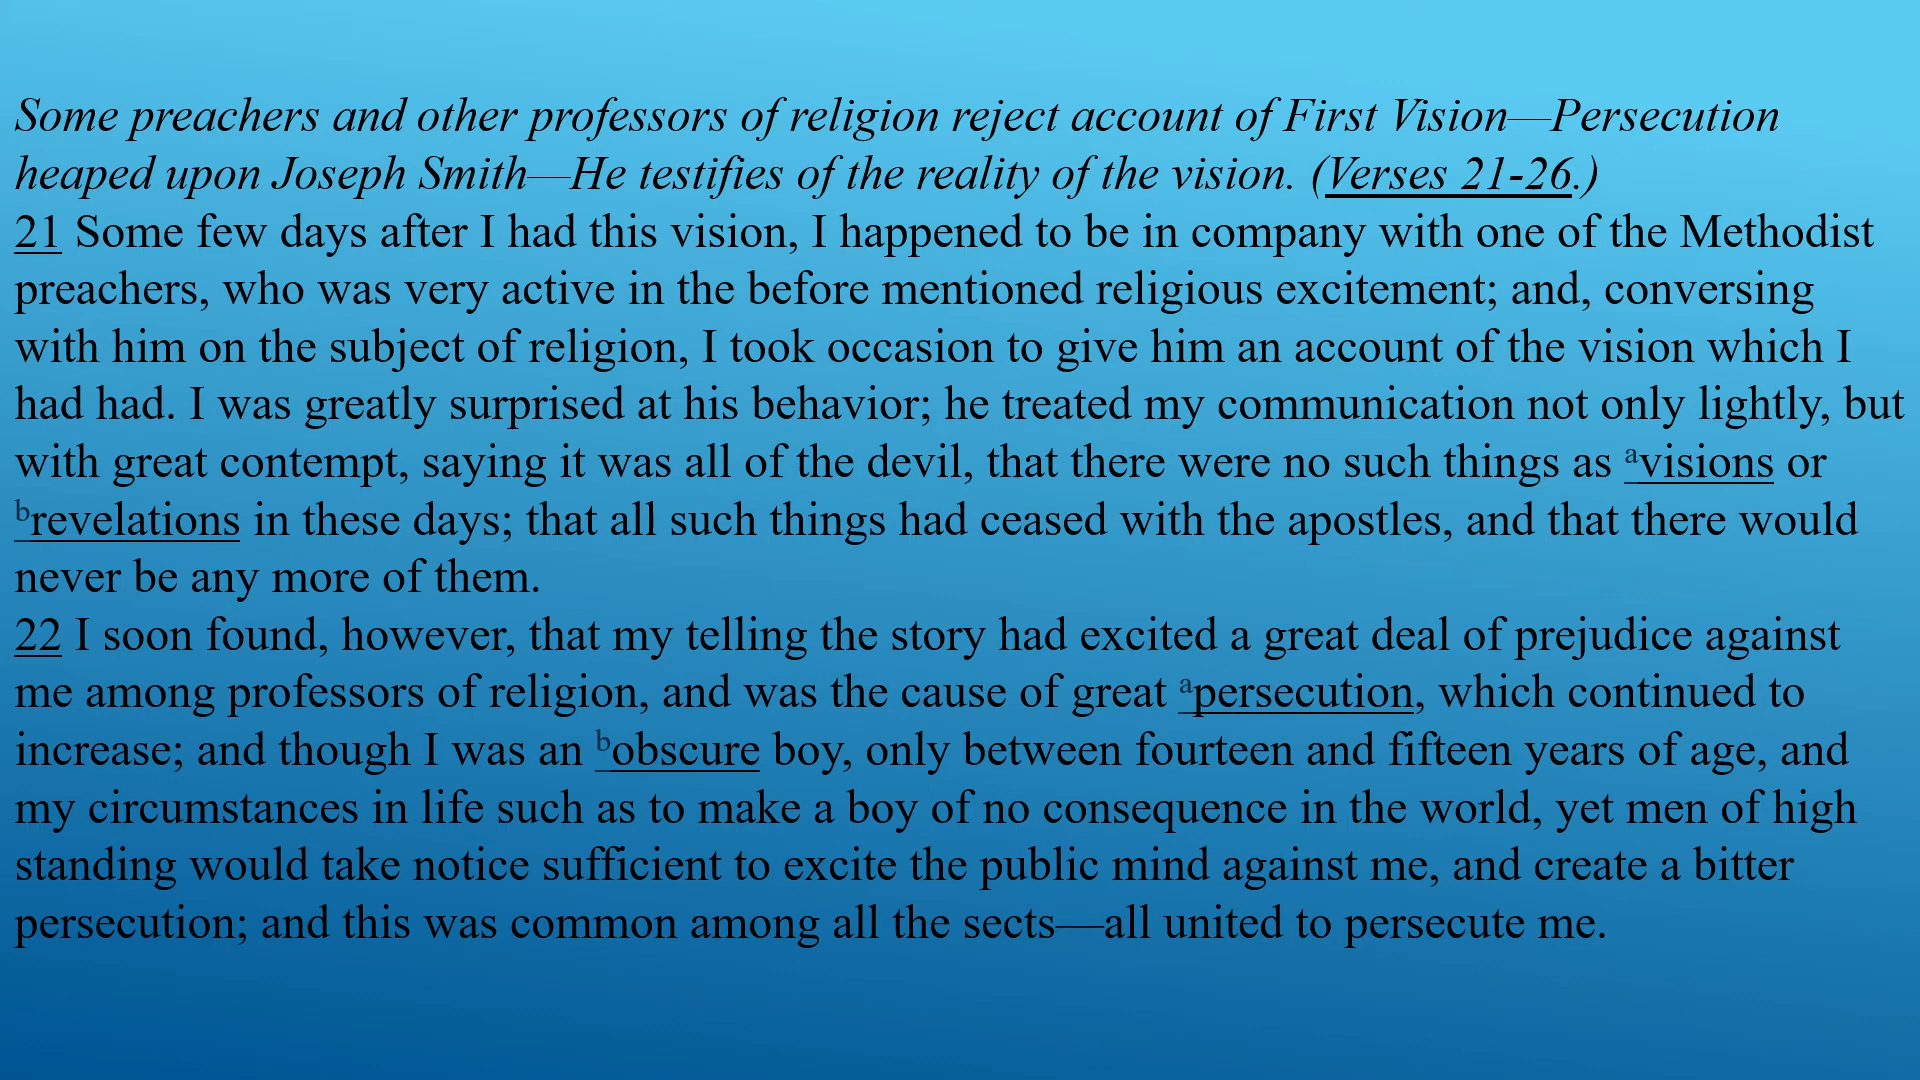 Some preachers and other professors of religion reject account of First Vision—Persecution
heaped upon Joseph Smith—He testifies of the reality of the vision. (Verses 21-26.)
21 Some few days after I had this vision, I happened to be in company with one of the Methodist
preachers, who was very active in the before mentioned religious excitement; and, conversing
with him on the subject of religion, I took occasion to give him an account of the vision which I
had had. I was greatly surprised at his behavior; he treated my communication not only lightly, but
with great contempt, saying it was all of the devil, that there were no such things as avisions or
brevelations in these days; that all such things had ceased with the apostles, and that there would
never be any more of them.
22 I soon found, however, that my telling the story had excited a great deal of prejudice against
me among professors of religion, and was the cause of great apersecution, which continued to
increase; and though I was an bobscure boy, only between fourteen and fifteen years of age, and
my circumstances in life such as to make a boy of no consequence in the world, yet men of high
standing would take notice sufficient to excite the public mind against me, and create a bitter
persecution; and this was common among all the sects—all united to persecute me.